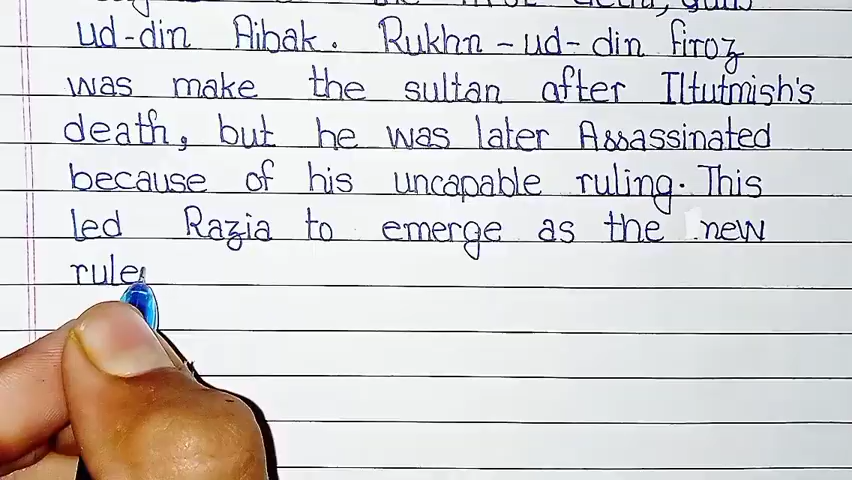 ud-din Aibak. Rukhn-ud-din firoz
was make the sultan after Iltutmish's
death, but he was later Assassinated
because of his uncapable ruling. This
led Razia to emerge as the new
rule